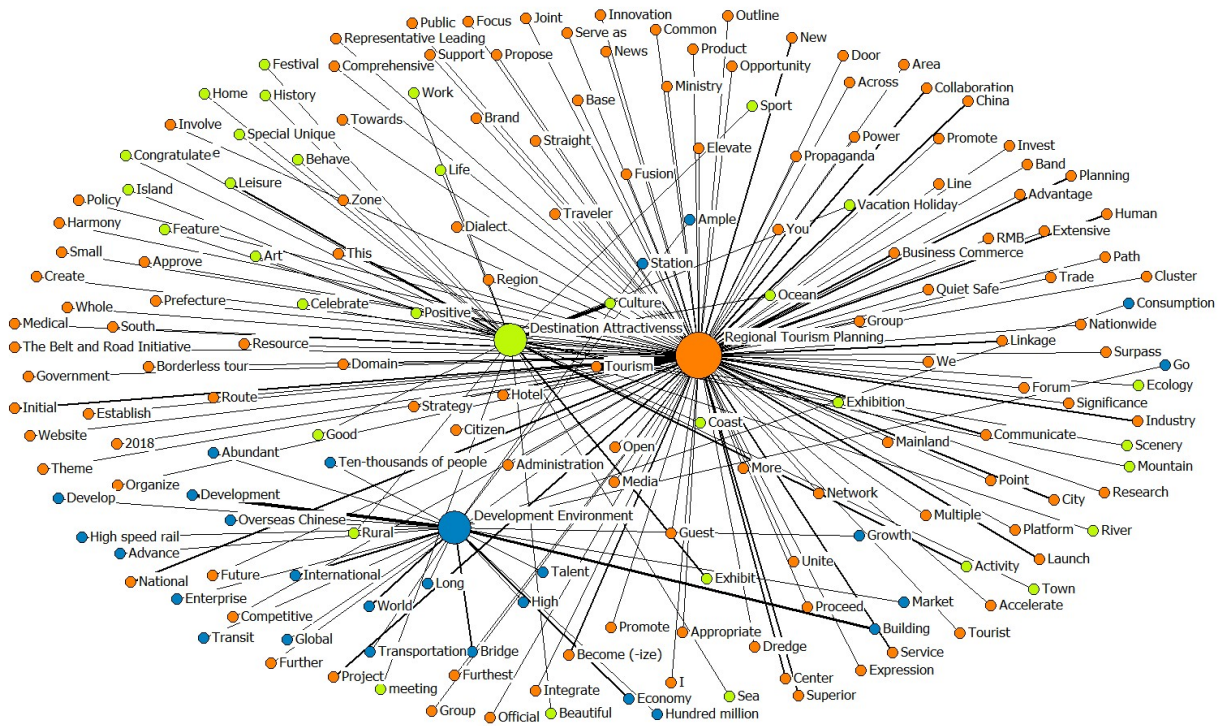 Public
Focus
Joint
Innovation
Outline
Representative Leading
Serve as
Common
New
Support
Propose
News
Product
Door
Festival
Comprehensive
Opportunity
Area
Home
History
Work
Base
Ministry
Sport
Across
Collaboration
China
Involve
Special Unique
Towards
Brand
Straight
Elevate
Power
Promote
Invest
Congratulate
Behave
Life
Fusion
Propaganda
Band
Planning
Island
Leisure
Line
Advantage
Policy
Zone
Traveler
Ample
Vacation Holiday
Human
Harmony
Feature
Dialect
You
RMB
Extensive
Small
Approve
Art
This
Station
Business Commerce
Path
Create
Region
Trade
Cluster
Whole
Prefecture
Celebrate
Positive
Culture
Ocean
Quiet Safe
Consumption
Medical
South
Destination Attractivenss
Regional Tourism Planning
Group
Nationwide
The Belt and Road Initiative
Resource
Linkage
Surpass
Government
Borderless tour
Domain
Tourism
We
Go
Initial
Establish
Route
Strategy
Hotel
Exhibition
Forum
Ecology
Significance
Website
2018
Good
Citizen
Coast
Mainland
Communicate
Industry
Scenery
Theme
Abundant
Ten-thousands of people
Administration
Open
More
Mountain
Organize
Media
Point
Research
Develop
Development
Network
City
Overseas Chinese
Development Environment
Multiple
High speed rail
Rural
Guest
Growth
Platform
River
Advance
Launch
National
Future
International
Long
Talent
Exhibit
Unite
Activity
Town
Enterprise
Competitive
World
High
Proceed
Market
Accelerate
Transit
Global
Promote
Appropriate
Building
Tourist
Further
Transportation
Bridge
Become (-ize)
Dredge
Service
Project
meeting
Furthest
Integrate
I
Center
Expression
Economy
Sea
Superior
Group
Official
Beautiful
Hundred million